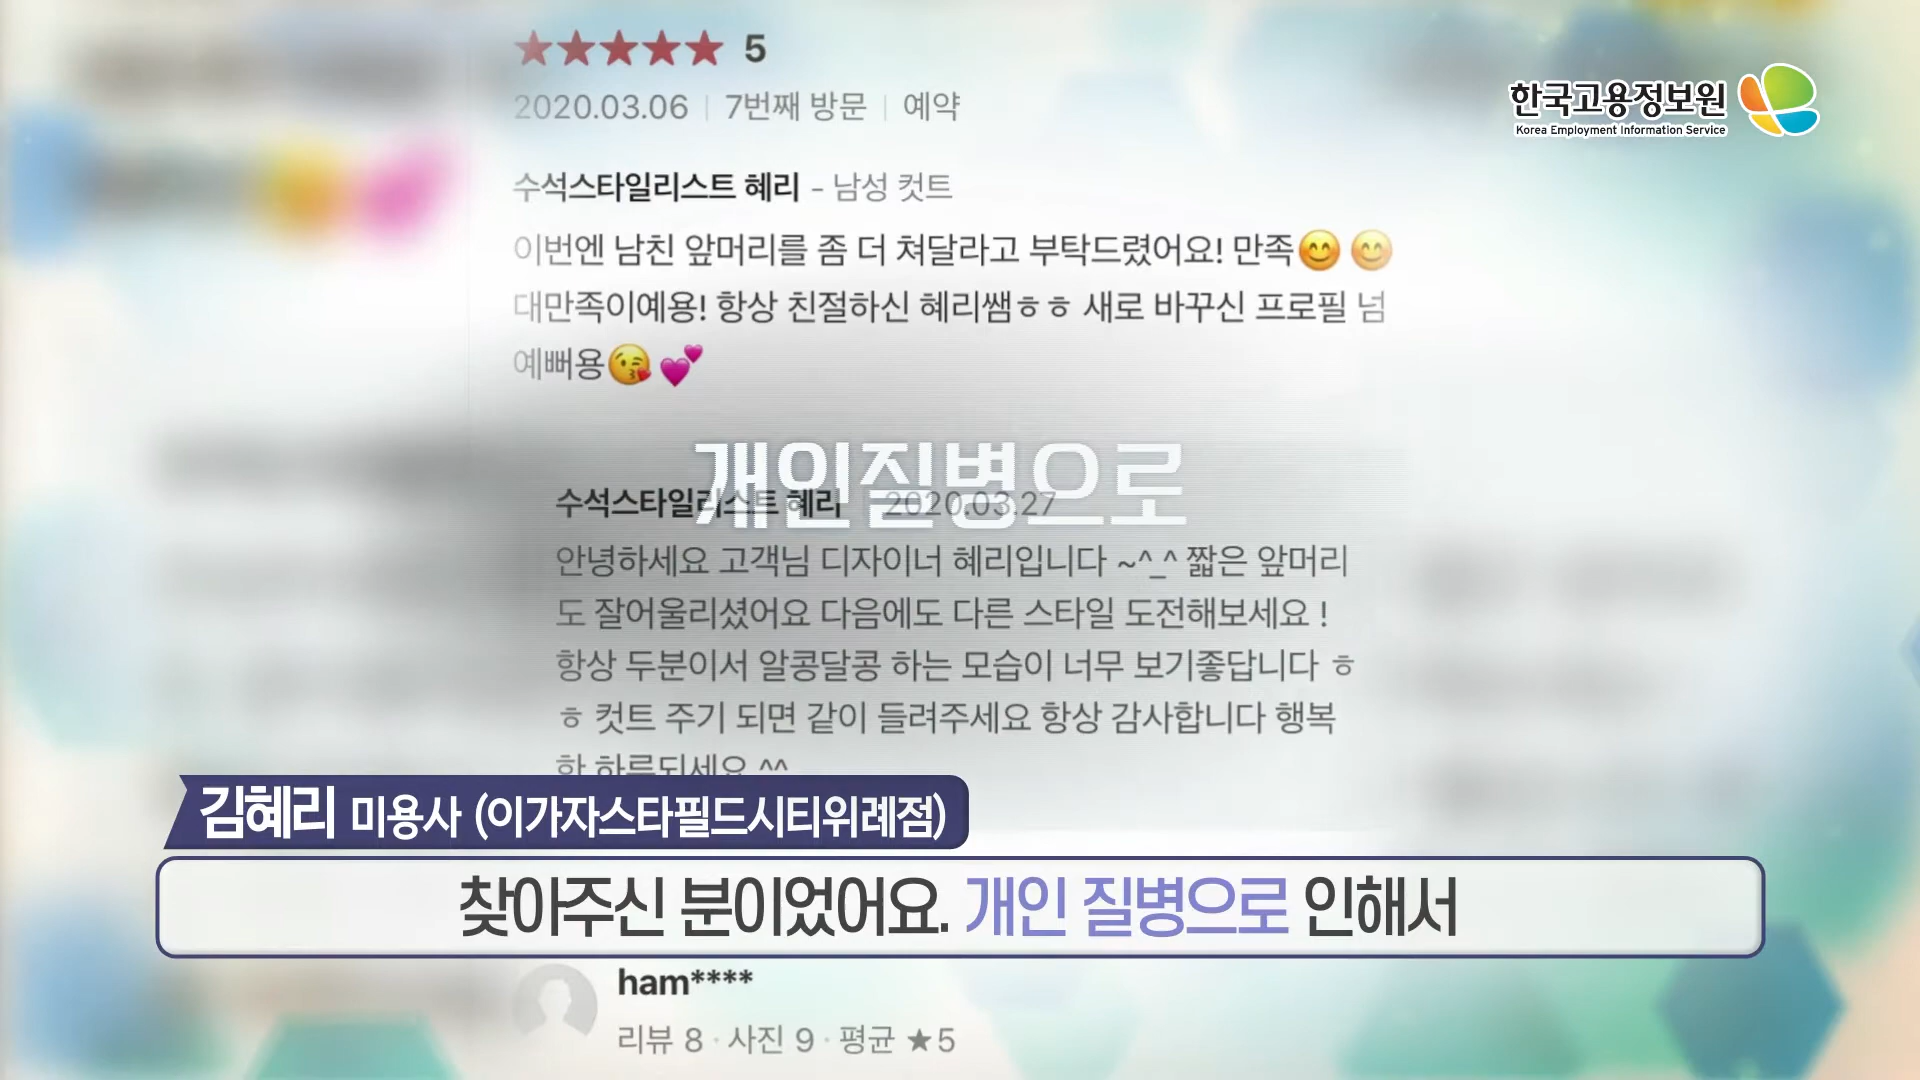 ★★★★★ 5
2020.03.06 | 7번째 방문 | 예약
한국고용정보원
Korea Employment Information Service
수석스타일리스트 혜리 - 남성 컷트
이번엔 남친 앞머리를 좀 더 쳐달라고 부탁드렸어요! 만족😊 😊
대만족이예용! 항상 친절하신 혜리쌤ㅎㅎ 새로 바꾸신 프로필 넘
예뻐용😘 💕
개인질병으로
수석스타일리스트 혜리 2020.03.27
안녕하세요 고객님 디자이너 혜리입니다 ~^_^ 짧은 앞머리
도 잘어울리셨어요 다음에도 다른 스타일 도전해보세요 !
항상 두분이서 알콩달콩 하는 모습이 너무 보기좋답니다 ㅎ
ㅎ 컷트 주기 되면 같이 들려주세요 항상 감사합니다 행복
한 하루되세요 ^^
김혜리 미용사 (이가자스타필드시티위례점)
찾아주신 분이었어요. 개인 질병으로 인해서
ham****
리뷰 8 · 사진 9 · 평균 ★5